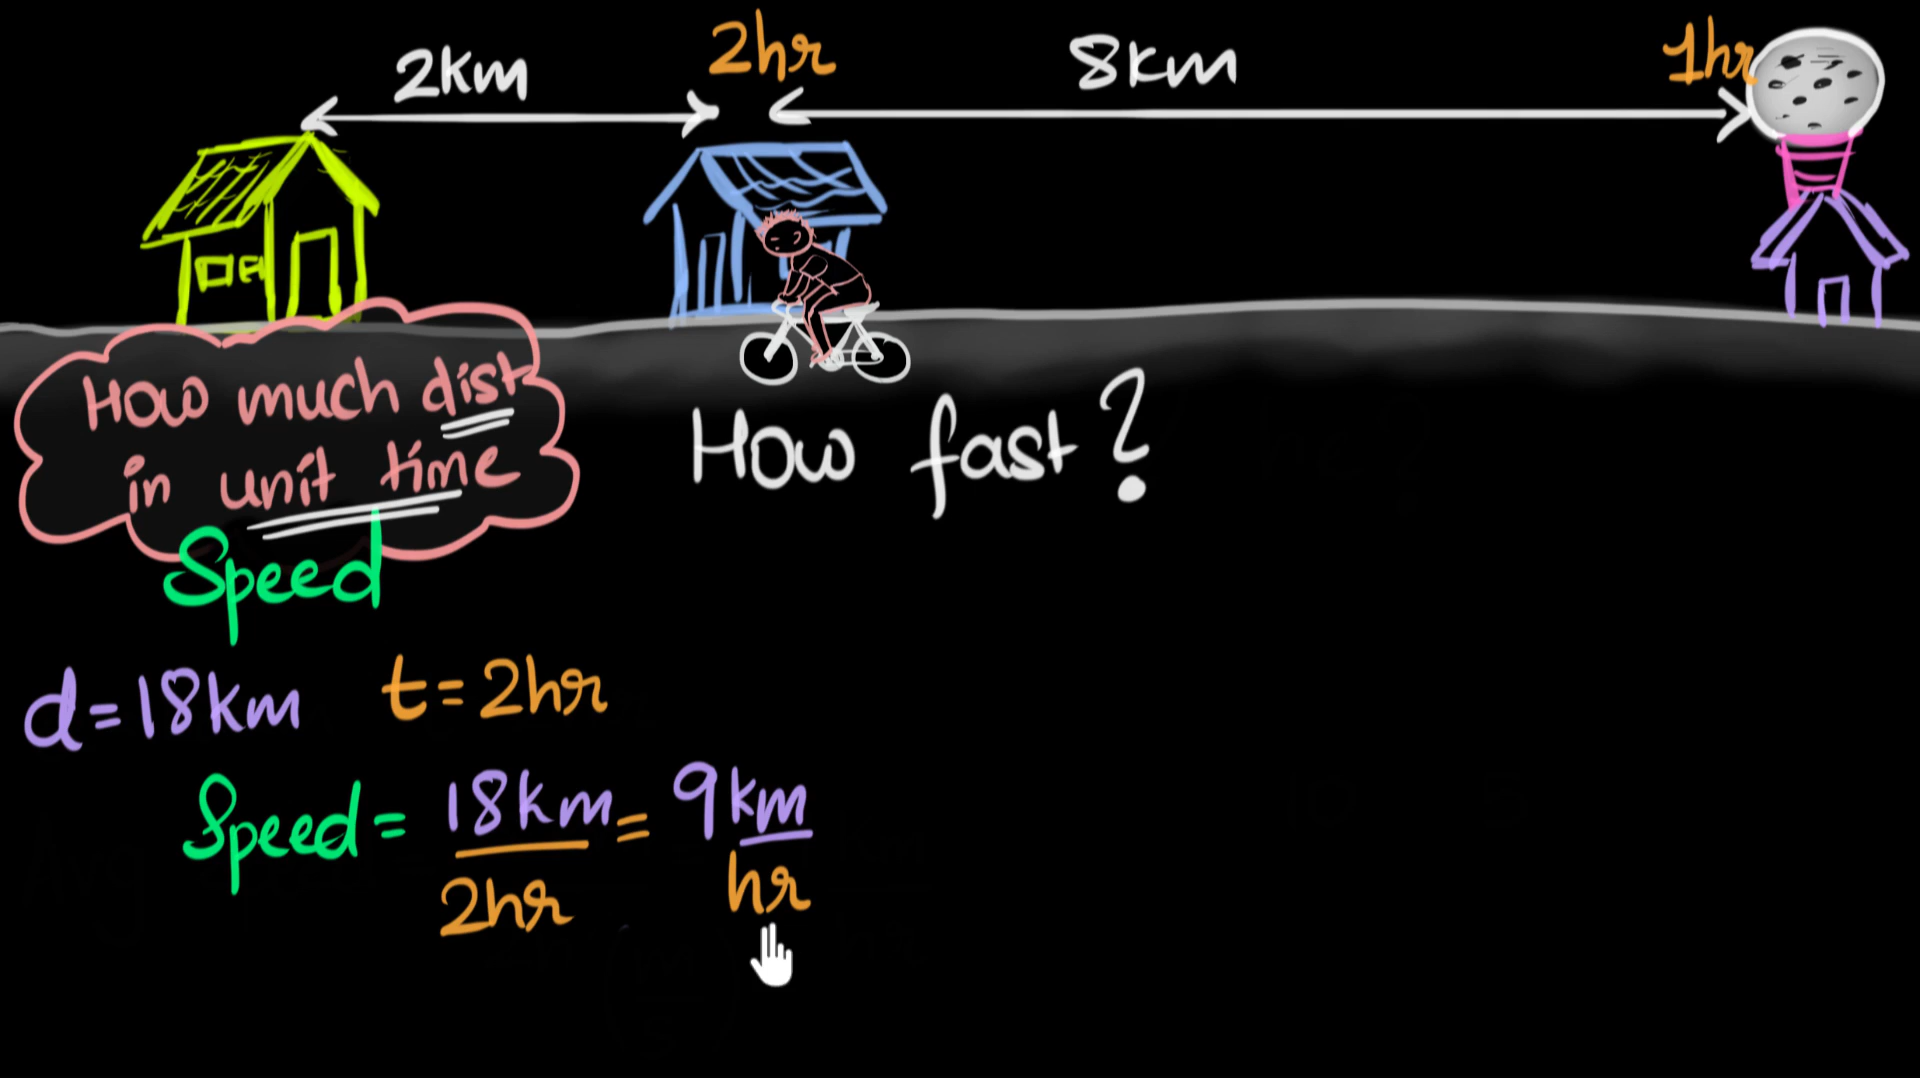 2km
2hr
8km
1hr
How much dist
in unit time
How fast?
Speed
d=18km t=2hr
Speed= 18km = 9km
2hr hr